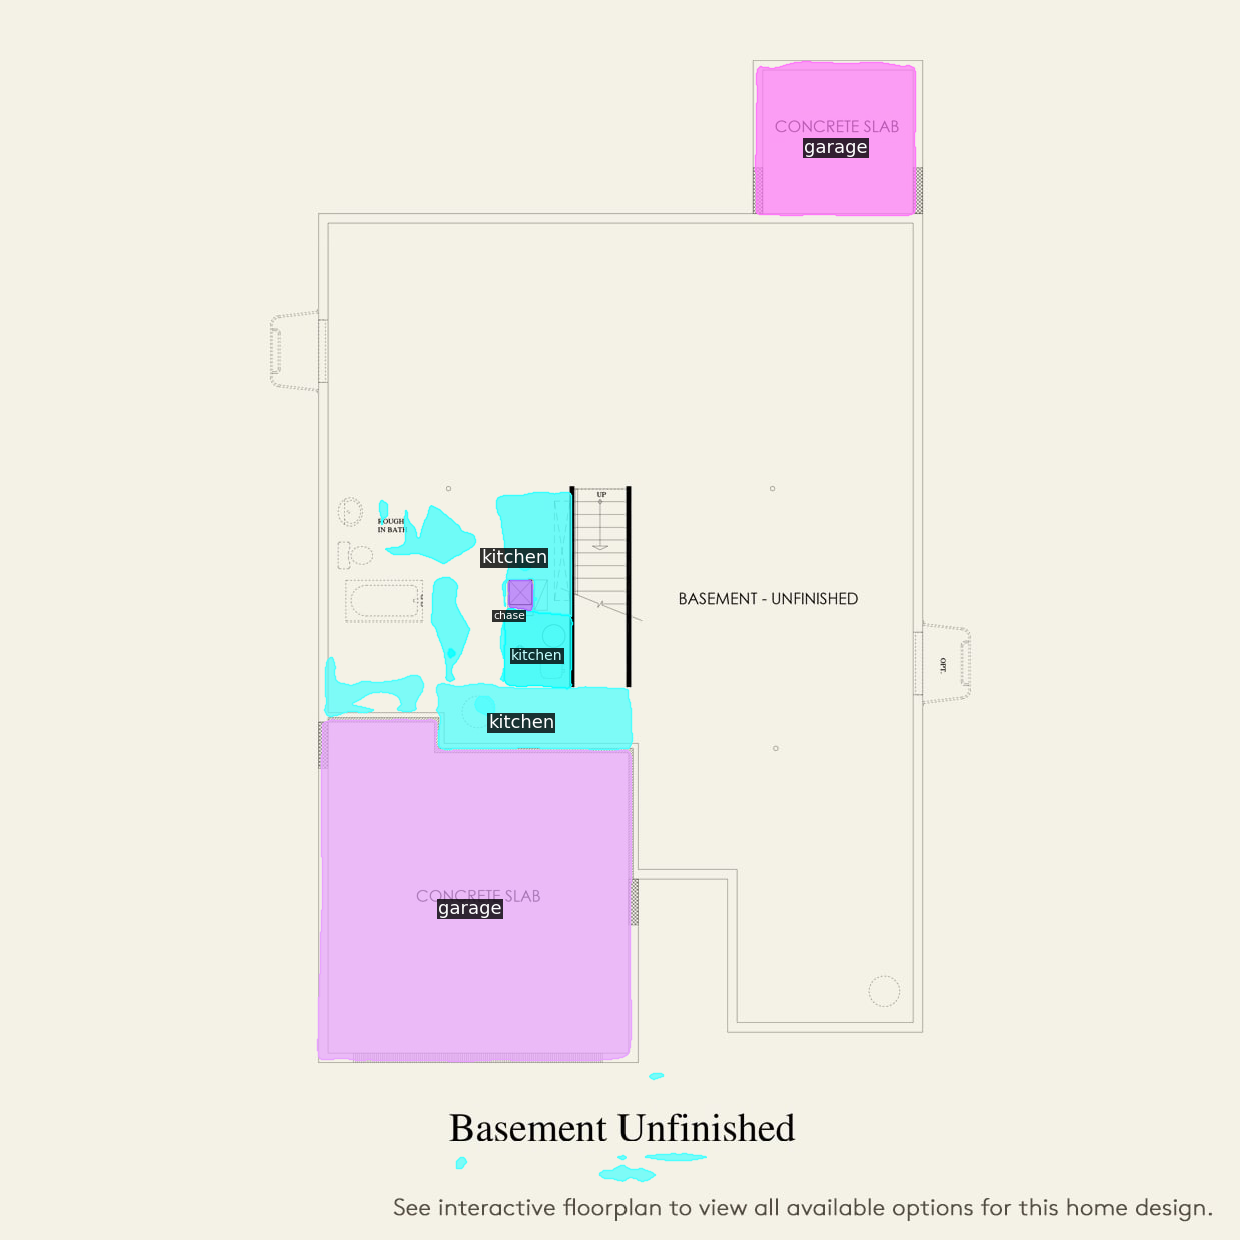 CONCRETE SLAB
garage
UP
ROUGH
IN BATH
kitchen
BASEMENT - UNFINISHED
chase
kitchen
OPT.
kitchen
CONCRETE SLAB
garage
Basement Unfinished
See interactive floorplan to view all available options for this home design.